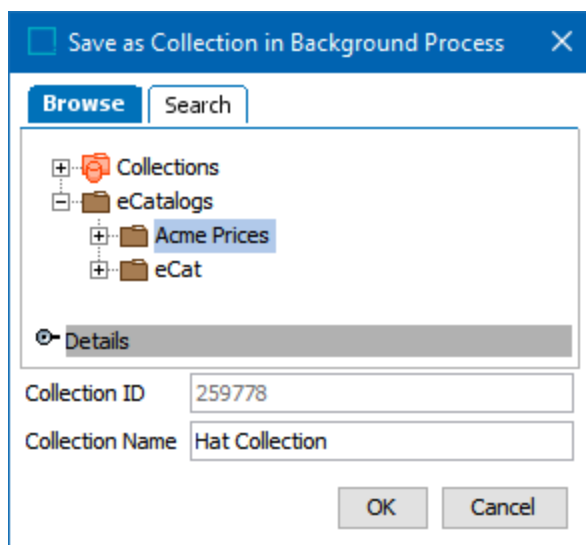 Save as Collection in Background Process
Browse Search
Collections
eCatalogs
Acme Prices
eCat
Details
Collection ID 259778
Collection Name Hat Collection
OK Cancel